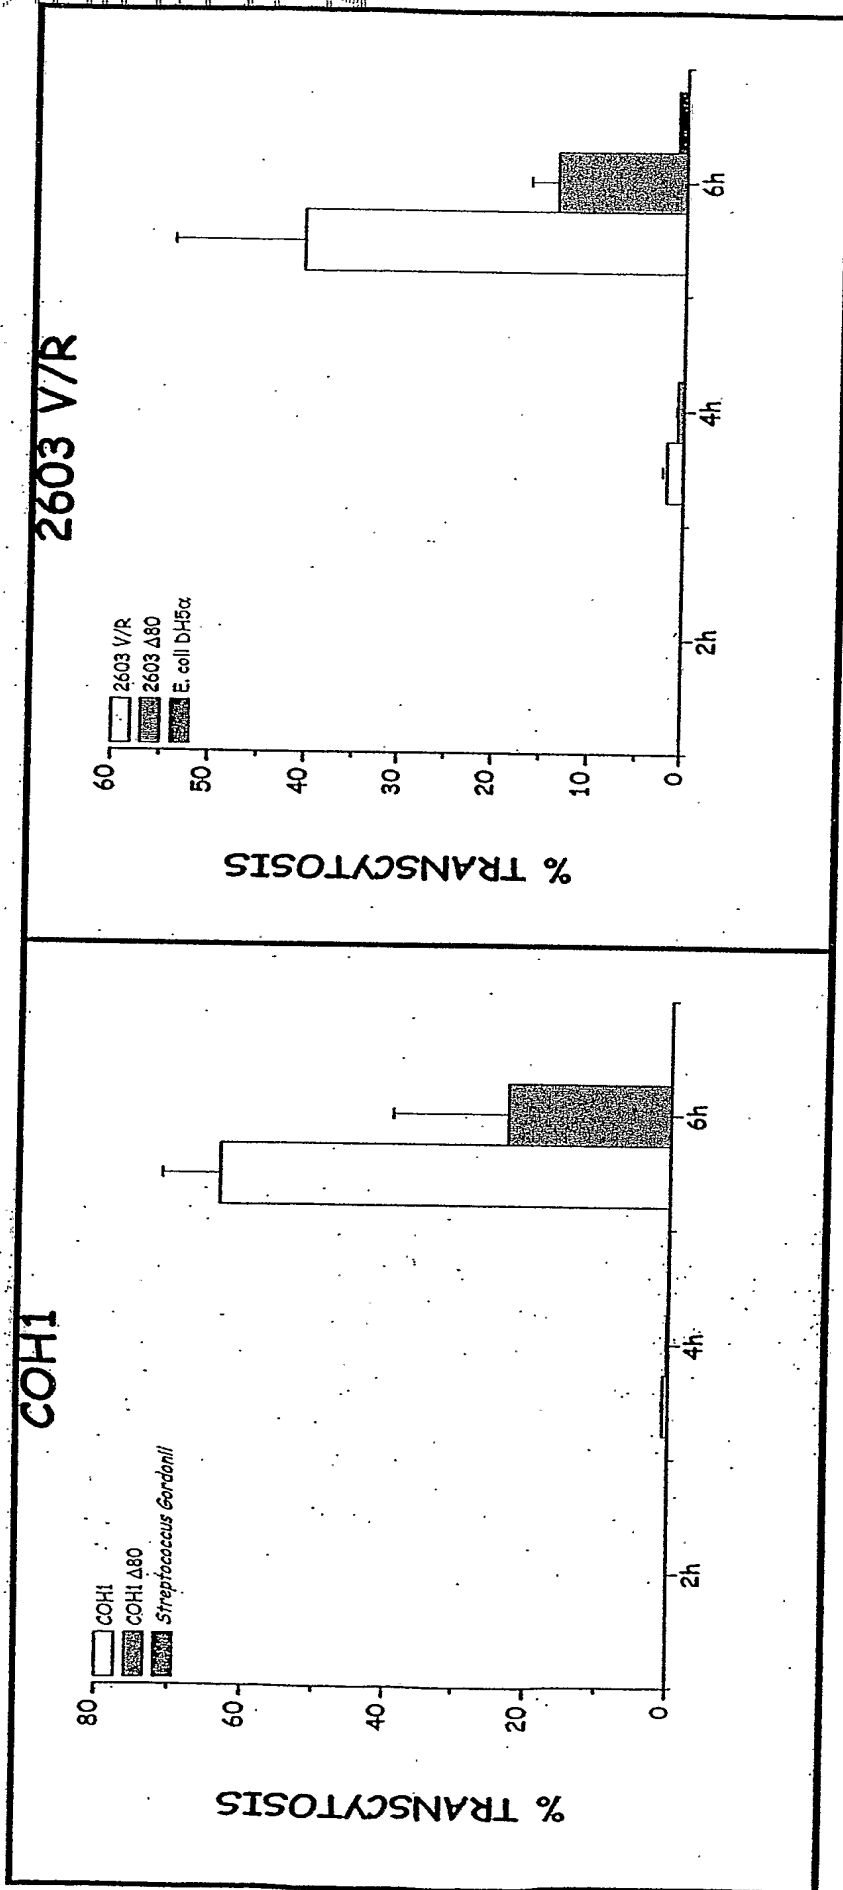 COH1
% TRANSCYTOSIS
80
60
40
20
0
COH1
COH1 Δ80
Streptococcus Gordonii
2h
4h
6h
2603 V/R
% TRANSCYTOSIS
60
50
40
30
20
10
0
2603 V/R
2603 Δ80
E. coli DH5α
2h
4h
6h